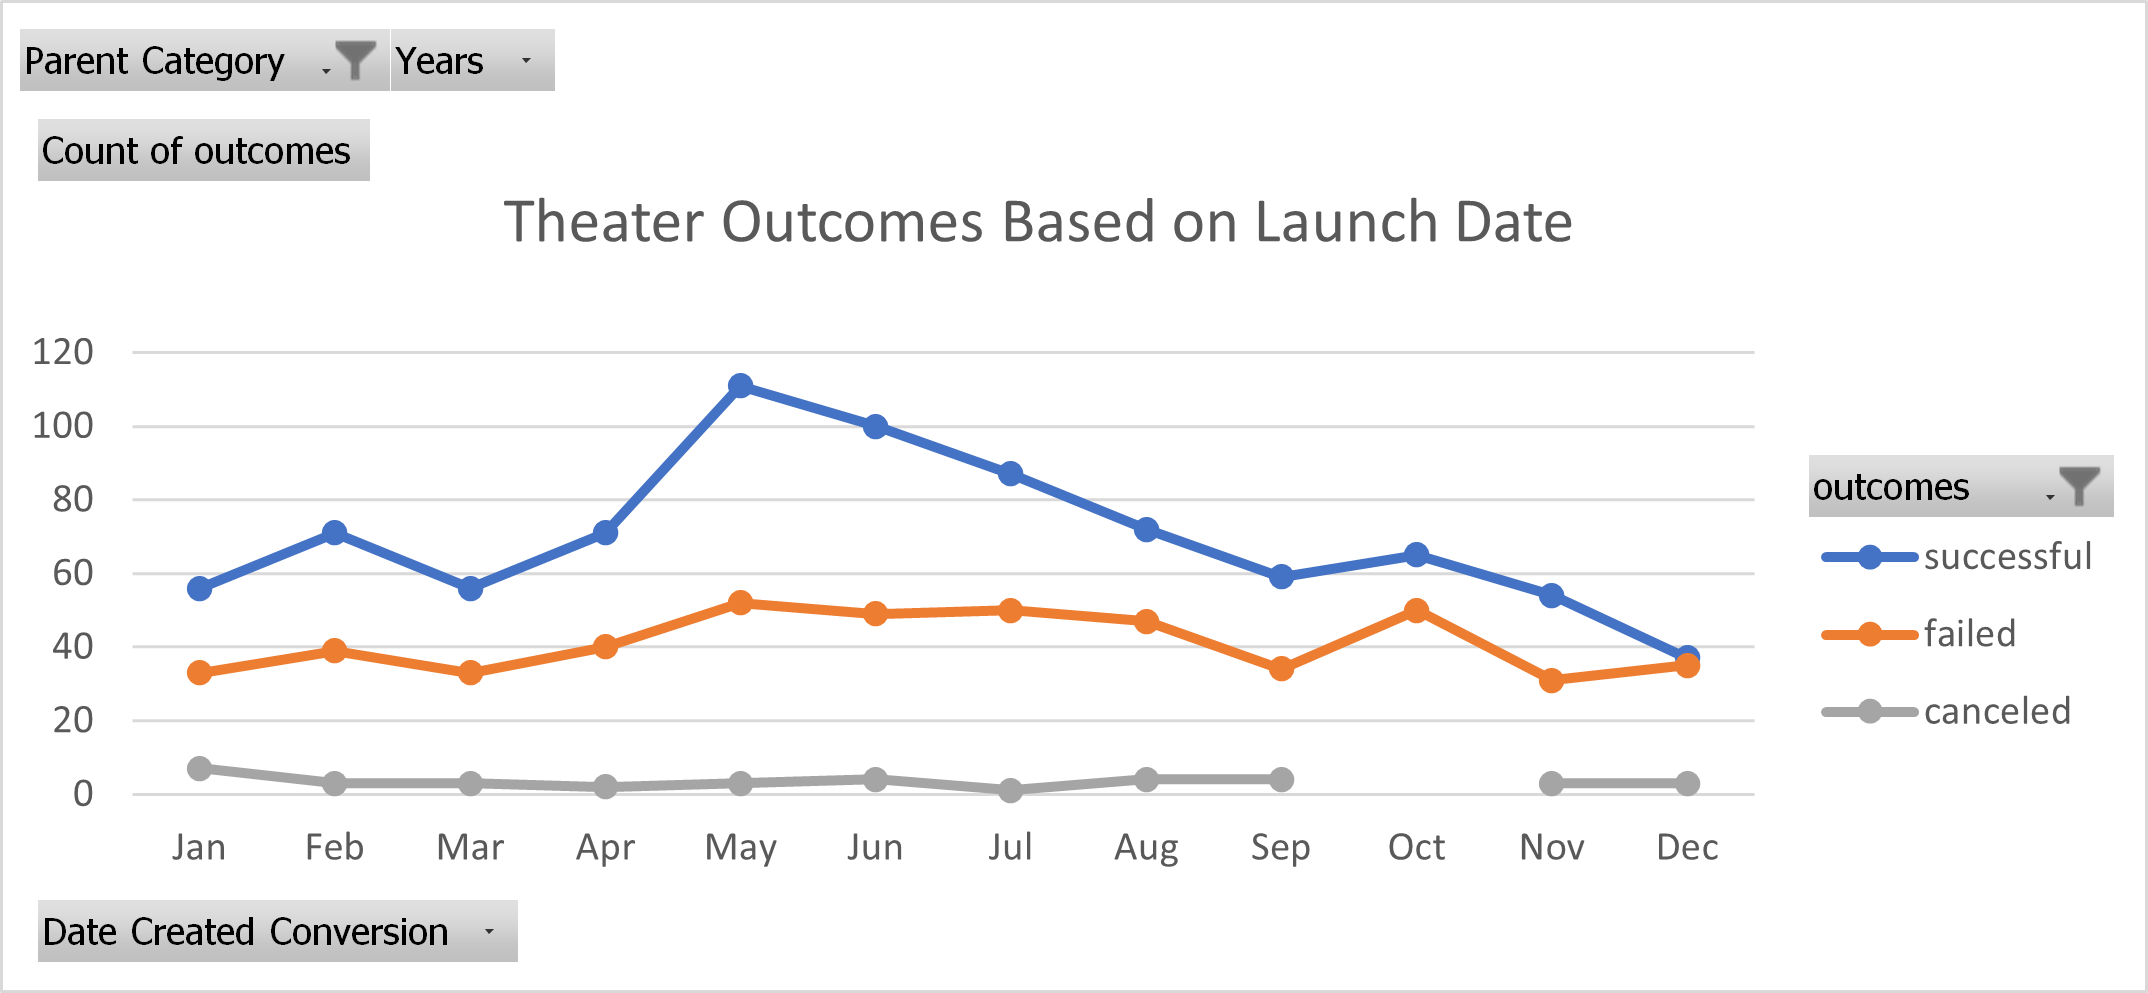 Parent Category Years
Count of outcomes
Theater Outcomes Based on Launch Date
120
100
80
60
40
20
0
Jan Feb Mar Apr May Jun Jul Aug Sep Oct Nov Dec
outcomes
successful
failed
canceled
Date Created Conversion